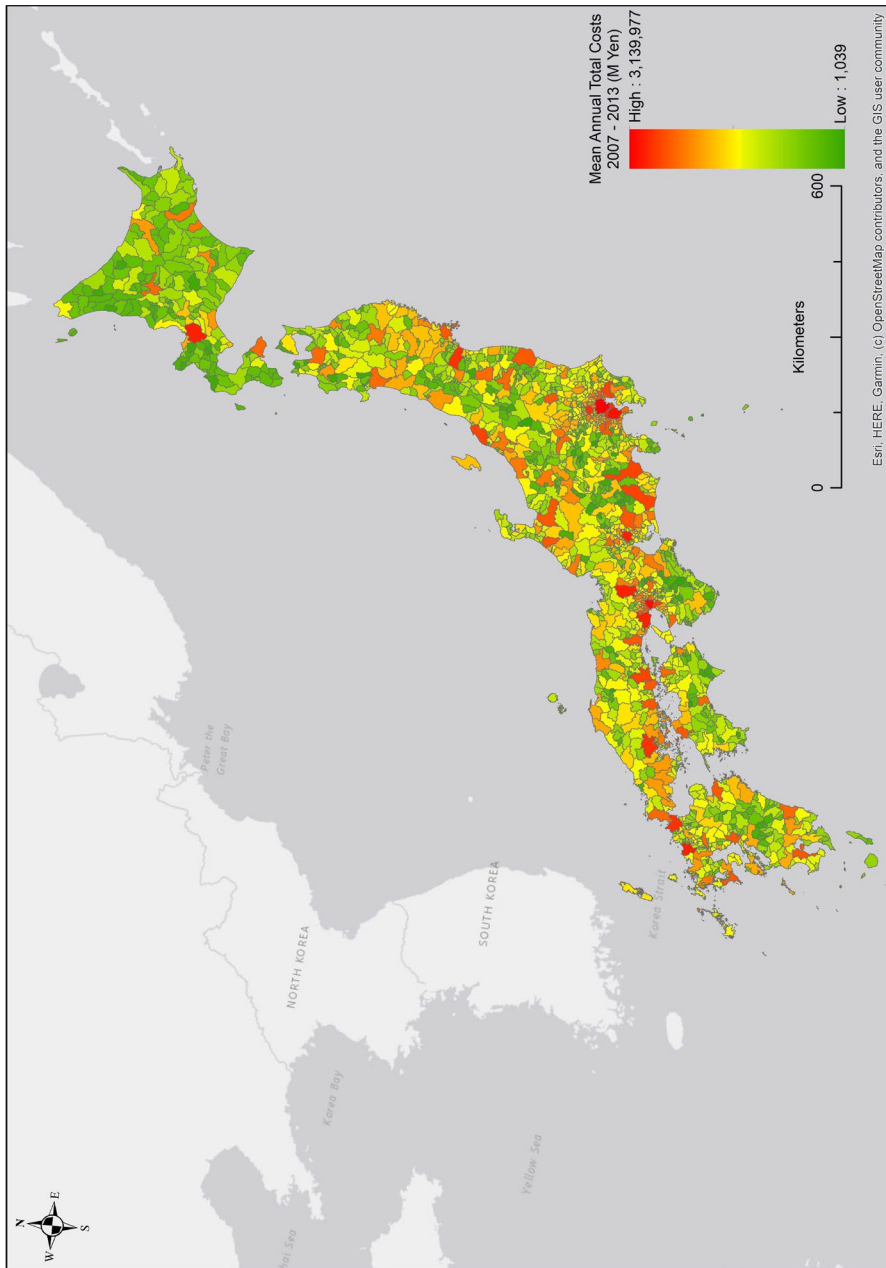 N
W
E
S
Peter the
Great Bay
NORTH KOREA
SOUTH KOREA
Korea Bay
Korea Strait
Yellow Sea
hai Sea
Mean Annual Total Costs
2007 - 2013 (M Yen)
High : 3,139,977
Low : 1,039
Kilometers
0
600
Esri, HERE, Garmin, (c) OpenStreetMap contributors, and the GIS user community